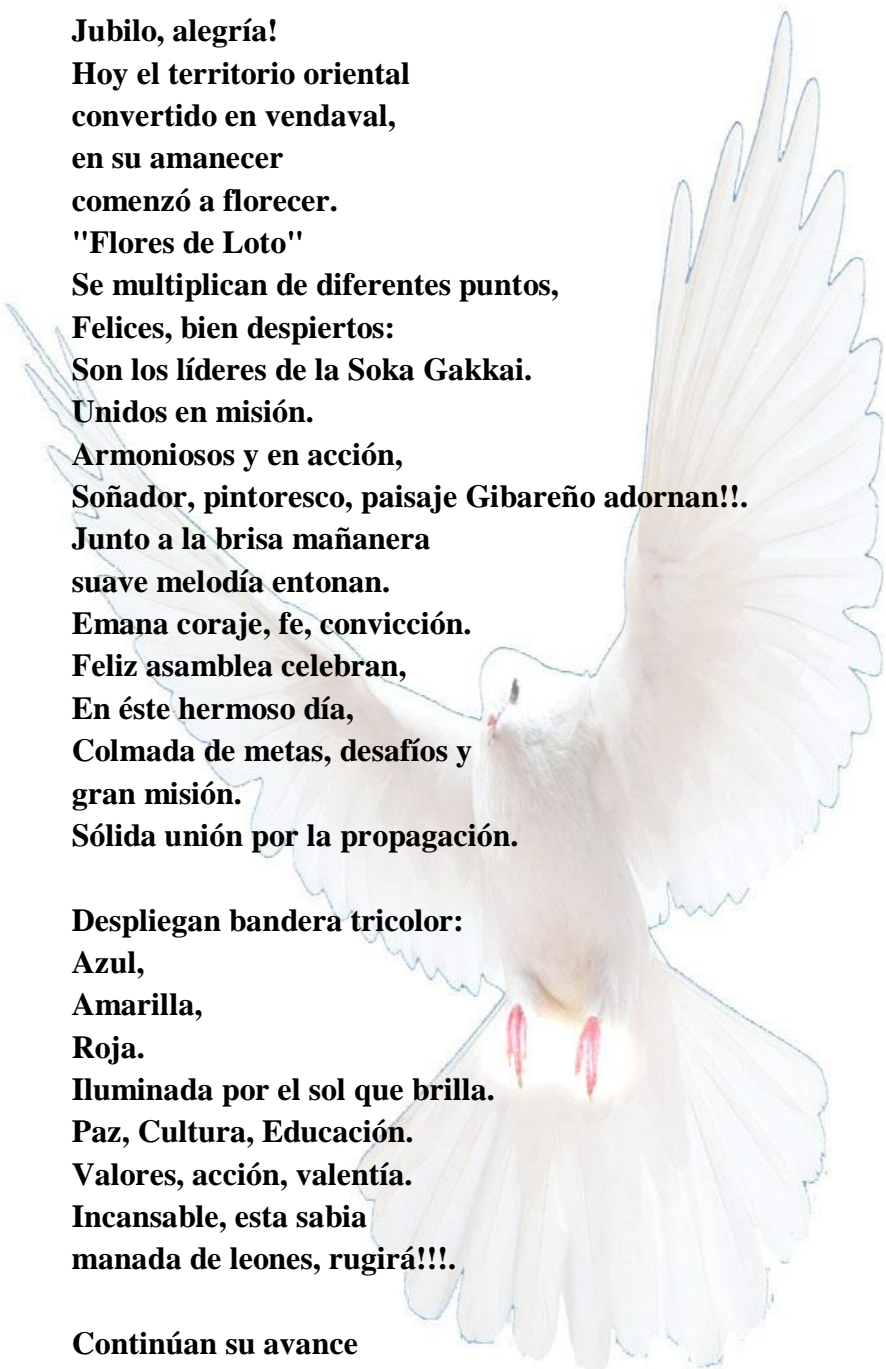 Jubilo, alegría!
Hoy el territorio oriental
convertido en vendaval,
en su amanecer
comenzó a florecer.
"Flores de Loto"
Se multiplican de diferentes puntos,
Felices, bien despiertos:
Son los líderes de la Soka Gakkai.
Unidos en misión.
Armoniosos y en acción,
Soñador, pintoresco, paisaje Gibareño adornan!!.
Junto a la brisa mañanera
suave melodía entonan.
Emana coraje, fe, convicción.
Feliz asamblea celebran,
En éste hermoso día,
Colmada de metas, desafíos y
gran misión.
Sólida unión por la propagación.

Despliegan bandera tricolor:
Azul,
Amarilla,
Roja.
Iluminada por el sol que brilla.
Paz, Cultura, Educación.
Valores, acción, valentía.
Incansable, esta sabia
manada de leones, rugirá!!!.

Continúan su avance